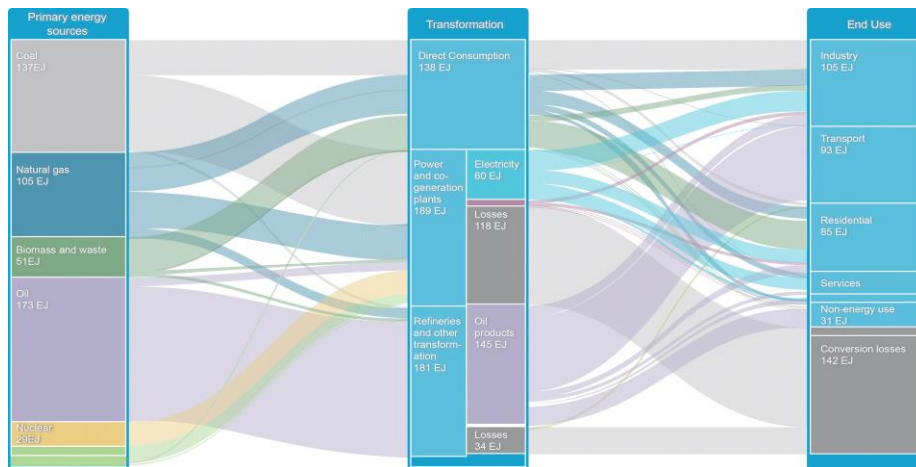 Primary energy
sources
Coal
137EJ
Natural gas
105 EJ
Biomass and waste
51EJ
Oil
173 EJ
Nuclear
29EJ
Transformation
Direct Consumption
138 EJ
Power
and co-
generation
plants
189 EJ
Electricity
60 EJ
Losses
118 EJ
Refineries
and other
transform-
ation
181 EJ
Oil
products
145 EJ
Losses
34 EJ
End Use
Industry
105 EJ
Transport
93 EJ
Residential
85 EJ
Services
Non-energy use
31 EJ
Conversion losses
142 EJ